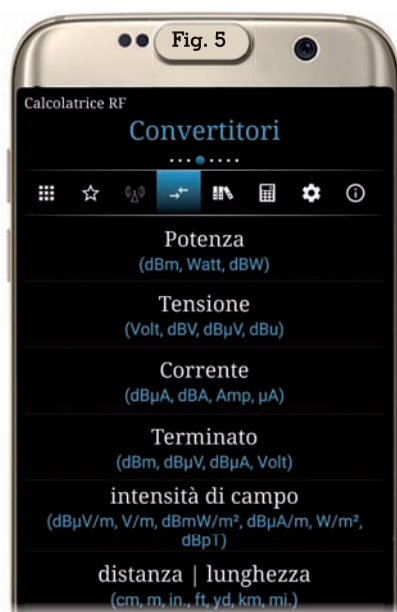 Fig. 5
Calcolatrice RF
Convertitori
Potenza
(dBm, Watt, dBW)
Tensione
(Volt, dBV, dBµV, dBu)
Corrente
(dBµA, dBA, Amp, µA)
Terminato
(dBm, dBµV, dBµA, Volt)
intensità di campo
(dBµV/m, V/m, dBmW/m², dBµA/m, W/m²,
dBpT)
distanza | lunghezza
(cm, m, in., ft, yd, km, mi.)